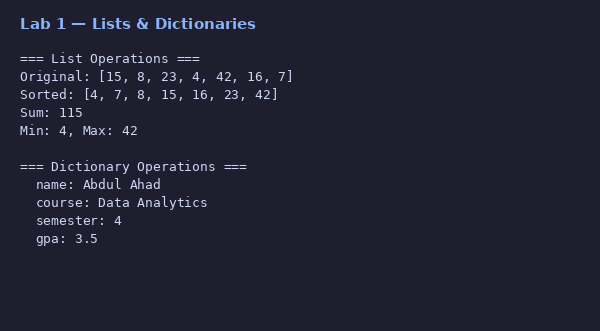 Lab 1 — Lists & Dictionaries
=== List Operations ===
Original: [15, 8, 23, 4, 42, 16, 7]
Sorted: [4, 7, 8, 15, 16, 23, 42]
Sum: 115
Min: 4, Max: 42
=== Dictionary Operations ===
  name: Abdul Ahad
  course: Data Analytics
  semester: 4
  gpa: 3.5